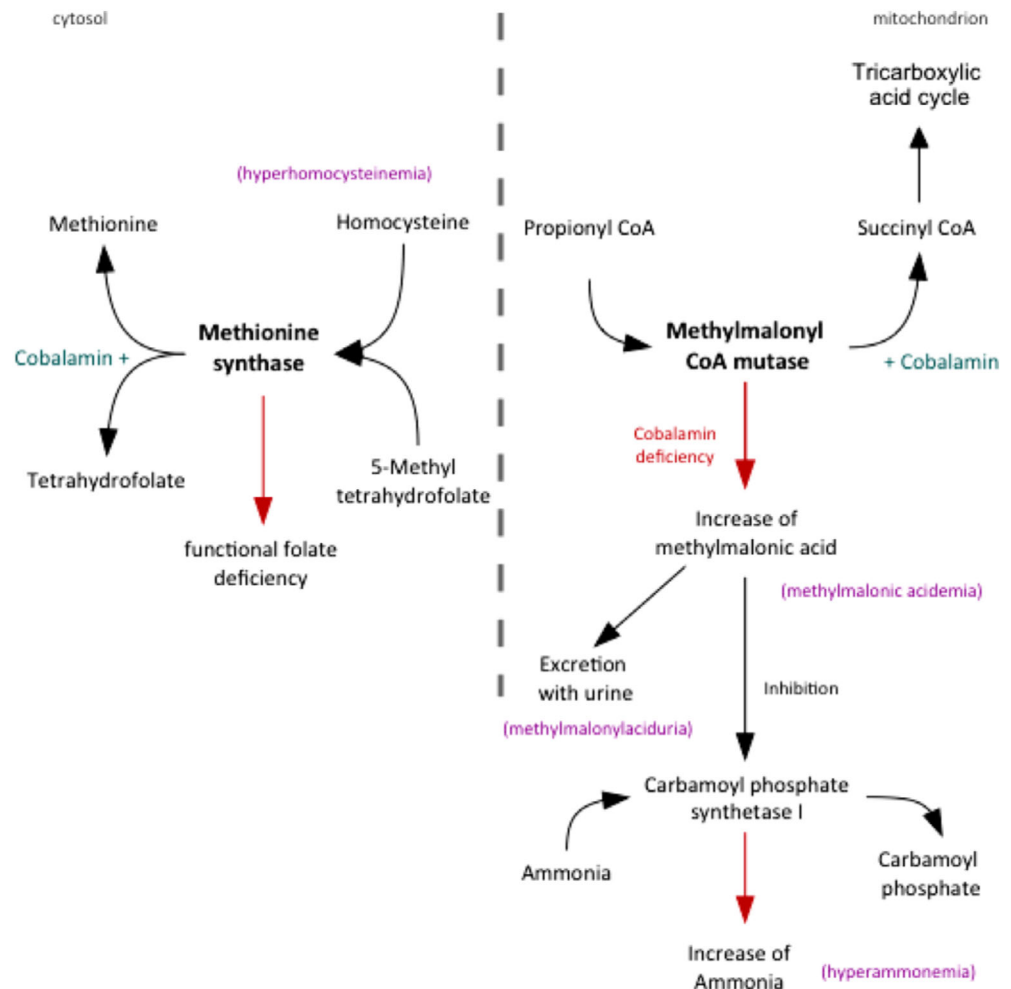 cytosol
mitochondrion
Tricarboxylic
acid cycle
(hyperhomocysteinemia)
Methionine
Homocysteine
Propionyl CoA
Succinyl CoA
Methionine
synthase
Cobalamin +
Methylmalonyl
CoA mutase
+ Cobalamin
Cobalamin
deficiency
Tetrahydrofolate
5-Methyl
tetrahydrofolate
functional folate
deficiency
Increase of
methylmalonic acid
(methylmalonic acidemia)
Excretion
with urine
Inhibition
(methylmalonylaciduria)
Carbamoyl phosphate
synthetase I
Ammonia
Carbamoyl
phosphate
Increase of
Ammonia
(hyperammonemia)